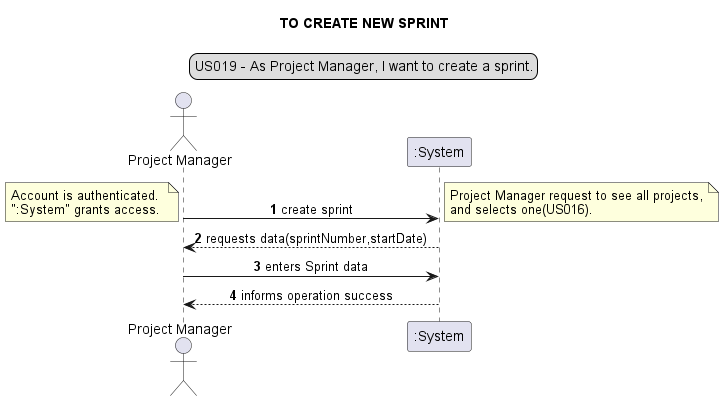 TO CREATE NEW SPRINT
US019 - As Project Manager, I want to create a sprint.
Project Manager
:System
Account is authenticated.
":System" grants access.
1 create sprint
Project Manager request to see all projects,
and selects one(US016).
2 requests data(sprintNumber,startDate)
3 enters Sprint data
4 informs operation success
Project Manager
:System